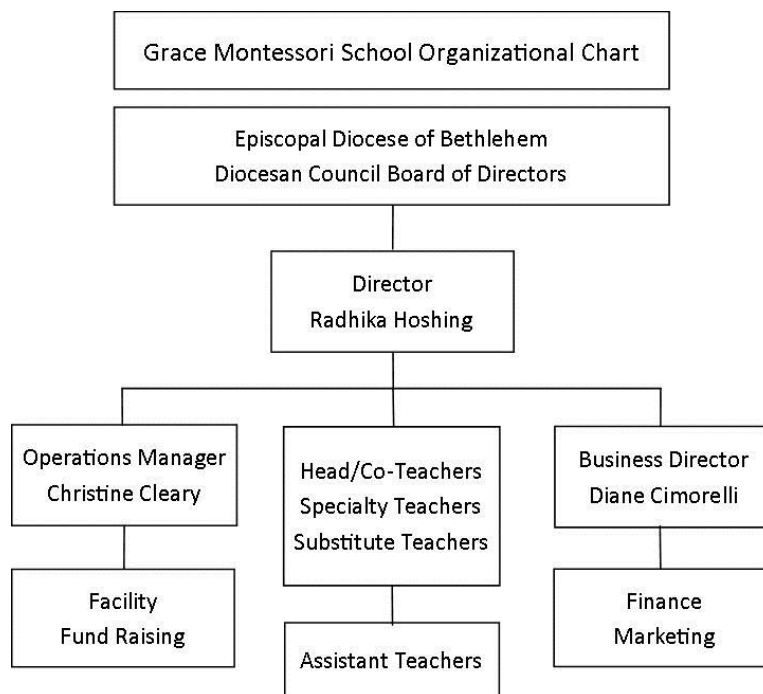 Grace Montessori School Organizational Chart
Episcopal Diocese of Bethlehem
Diocesan Council Board of Directors
Director
Radhika Hoshing
Operations Manager
Christine Cleary
Head/Co-Teachers
Specialty Teachers
Substitute Teachers
Business Director
Diane Cimorelli
Facility
Fund Raising
Assistant Teachers
Finance
Marketing